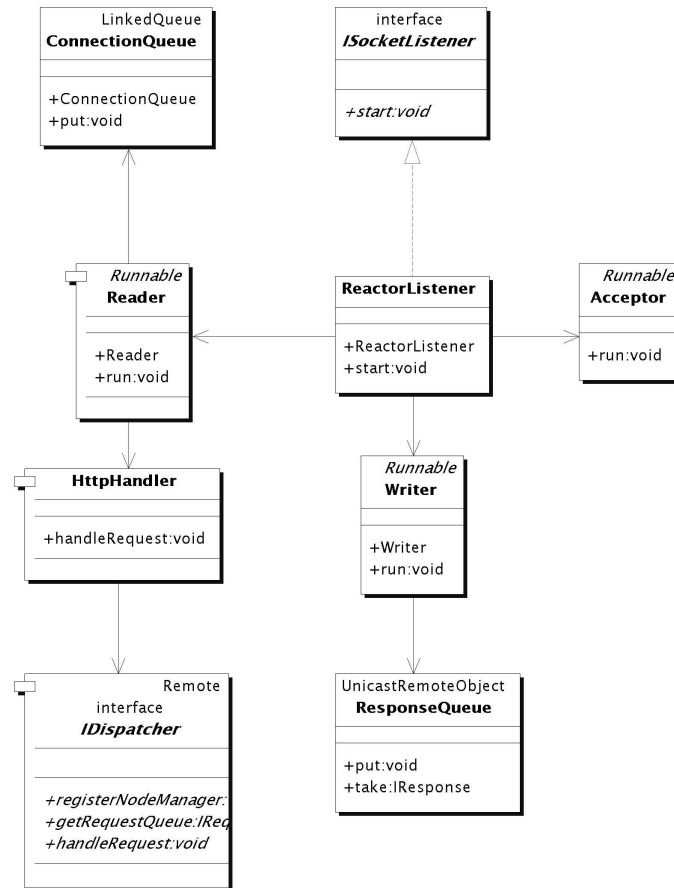 LinkedQueue
ConnectionQueue
+ConnectionQueue
+put:void
interface
ISocketListener
+start:void
Runnable
Reader
+Reader
+run:void
ReactorListener
+ReactorListener
+start:void
Runnable
Acceptor
+run:void
HttpHandler
+handleRequest:void
Runnable
Writer
+Writer
+run:void
Remote
interface
IDispatcher
+registerNodeManager:
+getRequestQueue:IReq
+handleRequest:void
UnicastRemoteObject
ResponseQueue
+put:void
+take:IResponse